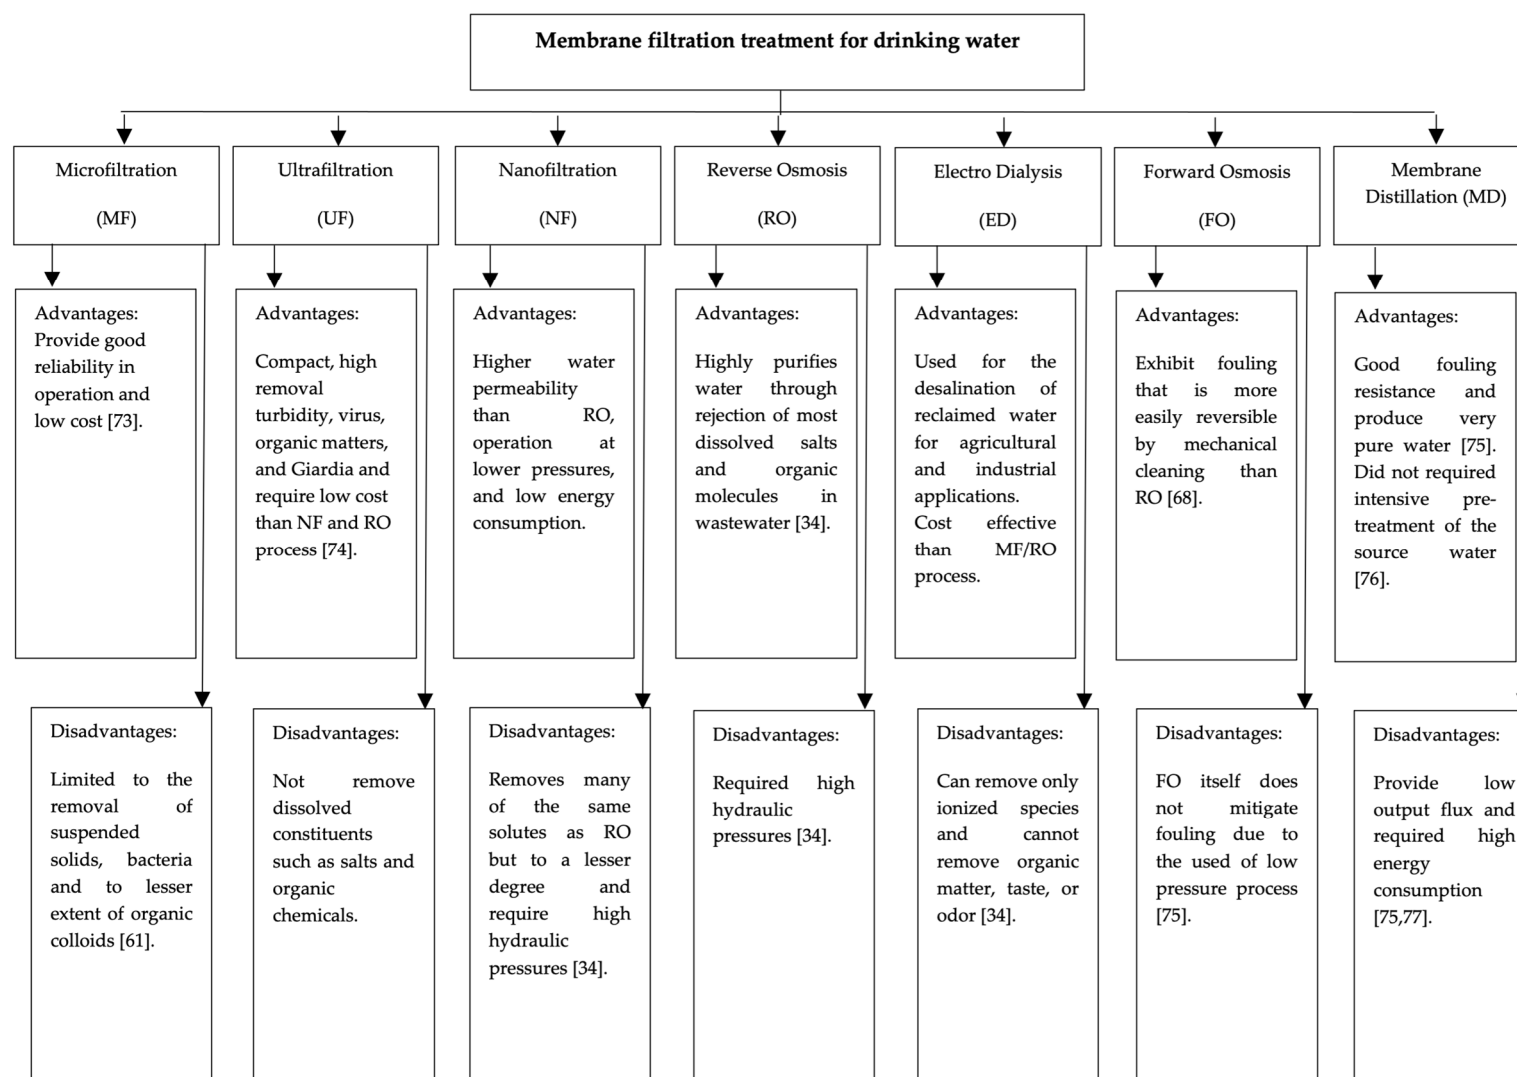 Membrane filtration treatment for drinking water
Microfiltration
(MF)
Ultrafiltration
(UF)
Nanofiltration
(NF)
Reverse Osmosis
(RO)
Electro Dialysis
(ED)
Forward Osmosis
(FO)
Membrane
Distillation (MD)
Advantages:
Provide good
reliability in
operation and
low cost [73].
Advantages:
Compact, high
removal
turbidity, virus,
organic matters,
and Giardia and
require low cost
than NF and RO
process [74].
Advantages:
Higher water
permeability
than RO,
operation at
lower pressures,
and low energy
consumption.
Advantages:
Highly purifies
water through
rejection of most
dissolved salts
and organic
molecules in
wastewater [34].
Advantages:
Used for the
desalination of
reclaimed water
for agricultural
and industrial
applications.
Cost effective
than MF/RO
process.
Advantages:
Exhibit fouling
that is more
easily reversible
by mechanical
cleaning than
RO [68].
Advantages:
Good fouling
resistance and
produce very
pure water [75].
Did not required
intensive pre-
treatment of the
source water
[76].
Disadvantages:
Limited to the
removal of
suspended
solids, bacteria
and to lesser
extent of organic
colloids [61].
Disadvantages:
Not remove
dissolved
constituents
such as salts and
organic
chemicals.
Disadvantages:
Removes many
of the same
solutes as RO
but to a lesser
degree and
require high
hydraulic
pressures [34].
Disadvantages:
Required high
hydraulic
pressures [34].
Disadvantages:
Can remove only
ionized species
and cannot
remove organic
matter, taste, or
odor [34].
Disadvantages:
FO itself does
not mitigate
fouling due to
the used of low
pressure process
[75].
Disadvantages:
Provide low
output flux and
required high
energy
consumption
[75,77].